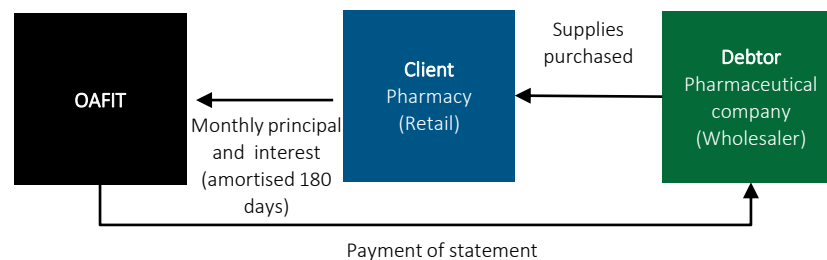 OAFIT
Monthly principal
and interest
(amortised 180
days)
Client
Pharmacy
(Retail)
Supplies
purchased
Debtor
Pharmaceutical
company
(Wholesaler)
Payment of statement